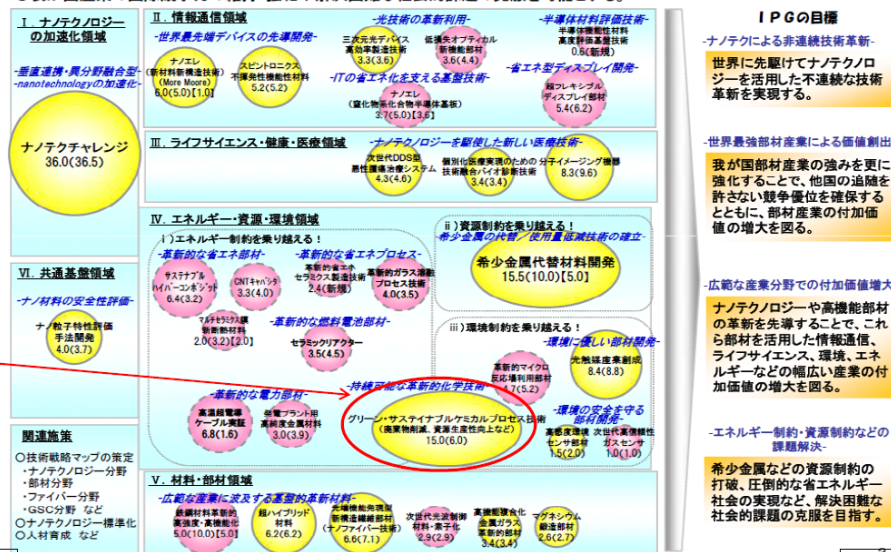 Ⅰ. ナノテクノロジー
の加速化領域
-垂直連携・異分野融合型-
-nanotechnologyの加速化-
ナノテクチャレンジ
36.0(36.5)
Ⅵ. 共通基盤領域
-ナノ材料の安全性評価-
ナノ粒子特性評価
手法開発
4.0(3.7)
関連施策
○技術戦略マップの策定
・ナノテクノロジー分野
・部材分野
・ファイバー分野
・GSC分野 など
○ナノテクノロジー標準化
○人材育成 など
Ⅱ. 情報通信領域
-世界最先端デバイスの先導開発-
ナノエレ
(新材料新構造技術)
(More Moore)
6.0(5.0)[1.0]
スピントロニクス
不揮発性機能材料
5.2(5.2)
-光技術の革新利用-
三次元光デバイス
高効率製造技術
3.3(3.6)
低損失オプティカル
新機能部材
3.6(4.4)
-ITの省エネ化を支える基盤技術-
ナノエレ
(窒化物系化合物半導体基板)
3.7(5.0)[3.6]
-半導体材料評価技術-
半導体機能性材料
高度評価基盤技術
0.6(新規)
-省エネ型ディスプレイ開発-
超フレキシブル
ディスプレイ部材
5.4(6.2)
Ⅲ. ライフサイエンス・健康・医療領域
-ナノテクノロジーを駆使した新しい医療技術-
次世代DDS型
悪性腫瘍治療システム
4.3(4.6)
個別化医療実現のための
技術融合バイオ診断技術
3.4(3.4)
分子イメージング機器
8.3(9.6)
Ⅳ. エネルギー・資源・環境領域
ⅰ)エネルギー制約を乗り越える!
-革新的な省エネ部材-
サステナブル
ハイパーコンポジット
6.4(3.2)
CNTキャパシタ
3.3(4.0)
マルチセラミックス膜
新断熱材料
2.0(3.2)[2.0]
-革新的な省エネプロセス-
革新的省エネ
セラミクス製造技術
2.4(新規)
革新的ガラス溶融
プロセス技術
4.0(3.5)
-革新的な燃料電池部材-
セラミックリアクター
3.5(4.5)
-革新的な電力部材-
高温超電導
ケーブル実証
6.8(1.6)
発電プラント用
高純度金属材料
3.0(3.9)
ⅱ)資源制約を乗り越える!
-希少金属の代替/使用量低減技術の確立-
希少金属代替材料開発
15.5(10.0)[5.0]
ⅲ)環境制約を乗り越える!
-環境に優しい部材開発-
革新的マイクロ
反応場利用部材
4.7(5.2)
光触媒産業創成
8.4(8.8)
-持続可能な革新的化学技術-
グリーン・サステイナブルケミカルプロセス技術
(廃棄物削減、資源生産性向上など)
15.0(6.0)
-環境の安全を守る
部材開発-
高感度環境
センサ部材
1.5(2.0)
次世代高信頼性
ガスセンサ
1.0(1.0)
Ⅴ. 材料・部材領域
-広範な産業に波及する基盤的革新材料-
鉄鋼材料革新的
高強度・高機能化
5.0(10.0)[5.0]
超ハイブリッド
材料
6.2(6.2)
先端機能発現型
新構造繊維部材
(ナノファイバー技術)
6.6(7.1)
次世代光波制御
材料・素子化
2.9(2.9)
高機能複合化
金属ガラス
革新的部材
3.4(3.4)
マグネシウム
鍛造部材
2.6(2.7)
IPGの目標
-ナノテクによる非連続技術革新-
世界に先駆けてナノテクノロ
ジーを活用した不連続な技術
革新を実現する。
-世界最強部材産業による価値創出
我が国部材産業の強みを更に
強化することで、他国の追随を
許さない競争優位を確保する
とともに、部材産業の付加価
値の増大を図る。
-広範な産業分野での付加価値増大
ナノテクノロジーや高機能部材
の革新を先導することで、これ
ら部材を活用した情報通信、
ライフサイエンス、環境、エネ
ルギーなどの幅広い産業の付
加価値の増大を図る。
-エネルギー制約・資源制約などの
課題解決-
希少金属などの資源制約の
打破、圧倒的な省エネルギー
社会の実現など、解決困難な
社会的課題の克服を目指す。